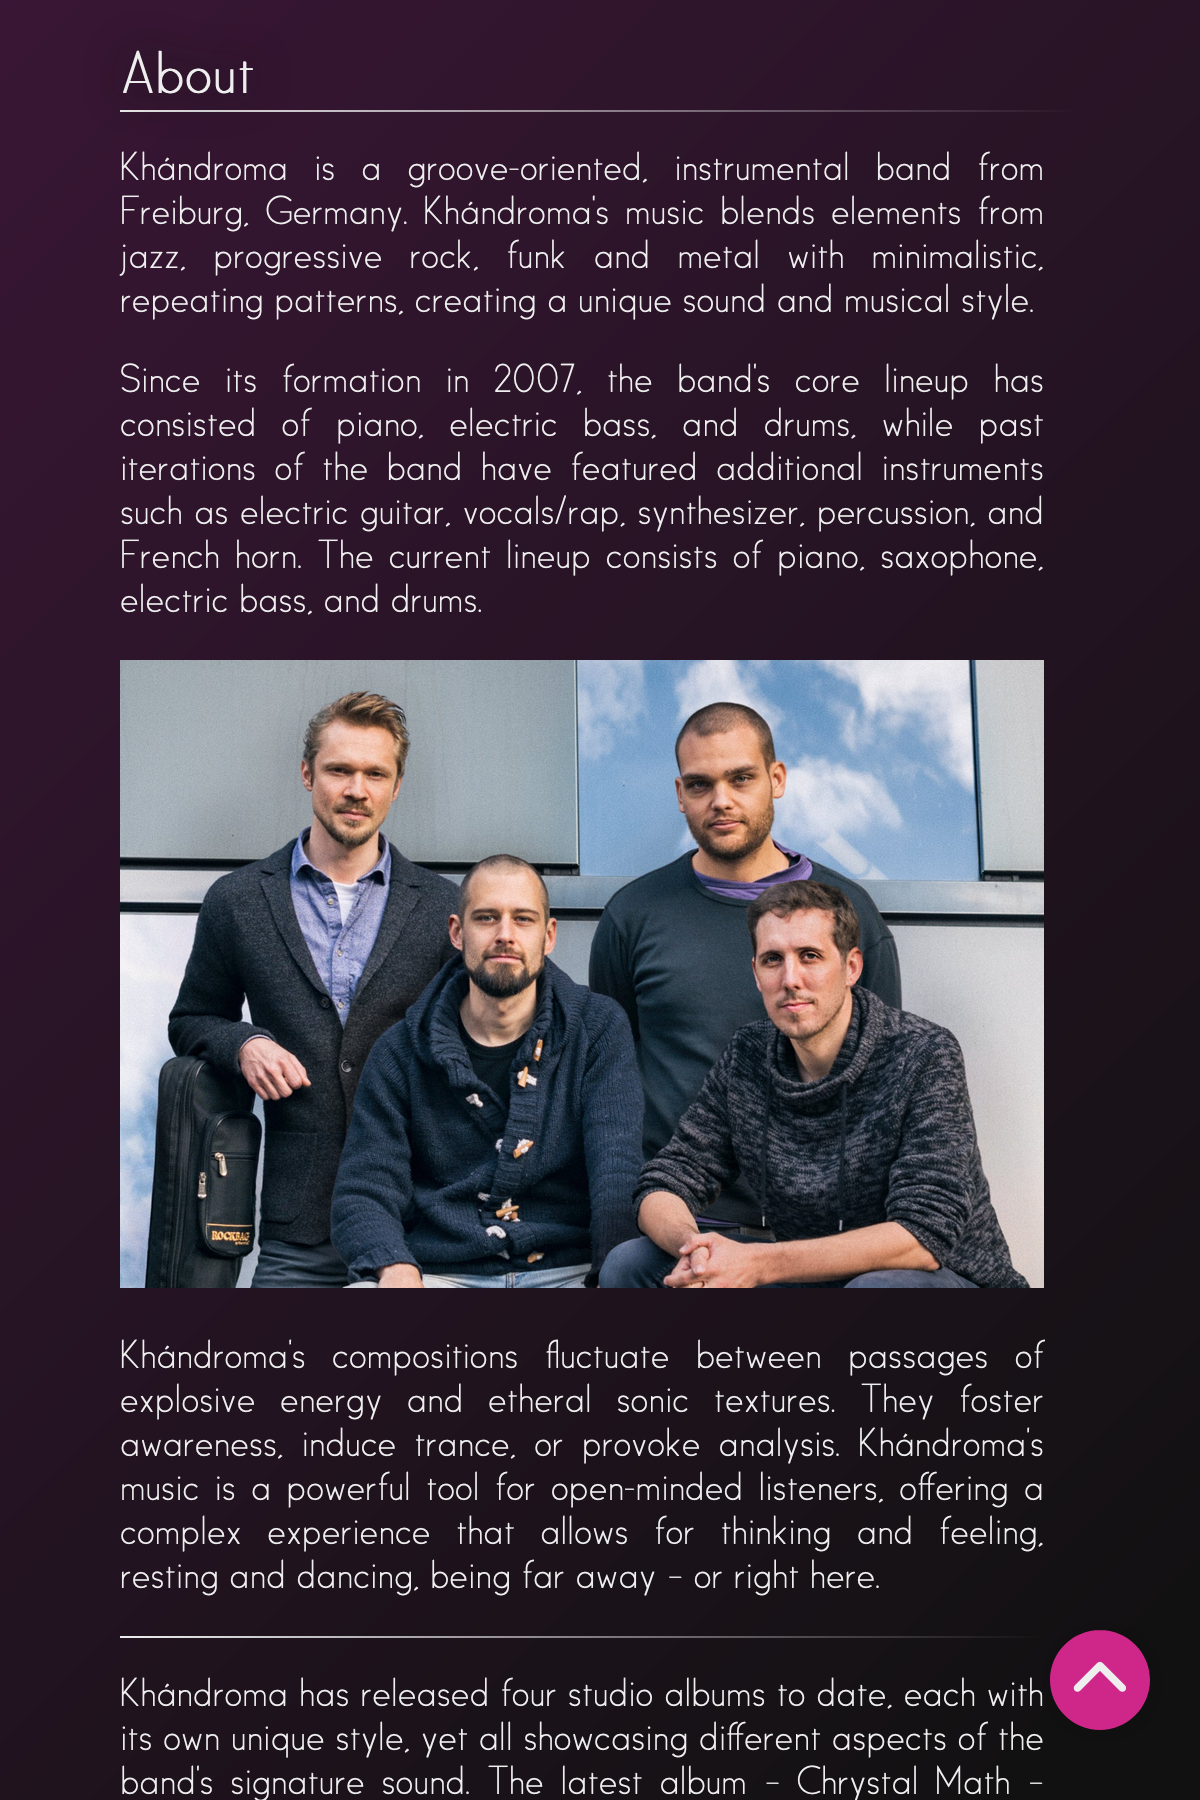 About
Khándroma is a groove-oriented, instrumental band from
Freiburg, Germany. Khándroma's music blends elements from
jazz, progressive rock, funk and metal with minimalistic,
repeating patterns, creating a unique sound and musical style.
Since its formation in 2007, the band's core lineup has
consisted of piano, electric bass, and drums, while past
iterations of the band have featured additional instruments
such as electric guitar, vocals/rap, synthesizer, percussion, and
French horn. The current lineup consists of piano, saxophone,
electric bass, and drums.
ROCKBAG
Khándroma's compositions fluctuate between passages of
explosive energy and etheral sonic textures. They foster
awareness, induce trance, or provoke analysis. Khándroma's
music is a powerful tool for open-minded listeners, offering a
complex experience that allows for thinking and feeling,
resting and dancing, being far away – or right here.
Khándroma has released four studio albums to date, each with
its own unique style, yet all showcasing different aspects of the
band's signature sound. The latest album – Chrystal Math –